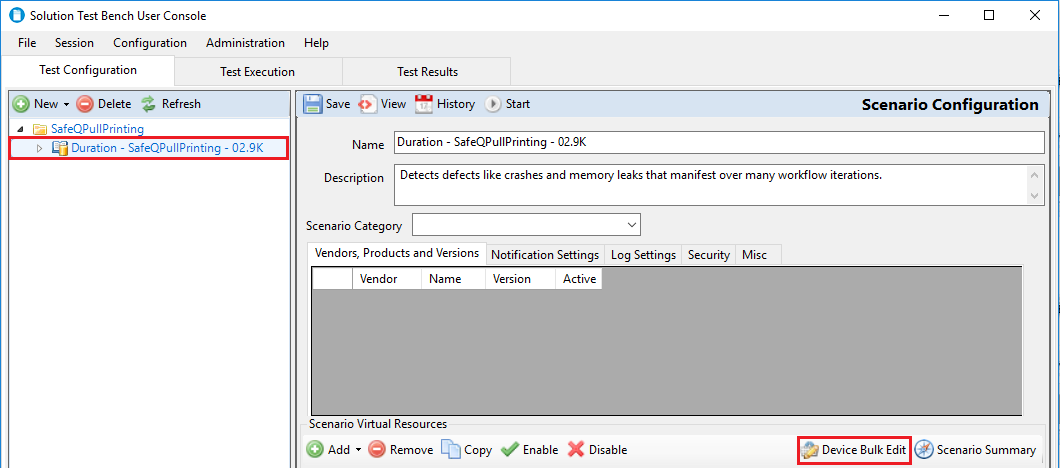 Solution Test Bench User Console
File Session Configuration Administration Help
Test Configuration Test Execution Test Results
New Delete Refresh
Save View History Start Scenario Configuration
SafeQPullPrinting
Duration - SafeQPullPrinting - 02.9K
Name Duration - SafeQPullPrinting - 02.9K
Description Detects defects like crashes and memory leaks that manifest over many workflow iterations.
Scenario Category
Vendors, Products and Versions Notification Settings Log Settings Security Misc
Vendor Name Version Active
Scenario Virtual Resources
Add Remove Copy Enable Disable Device Bulk Edit Scenario Summary